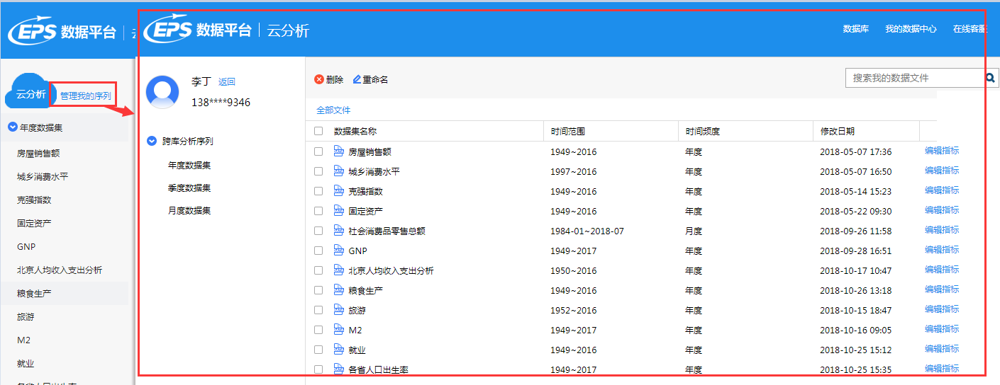 EPS 数据平台
云分析
管理我的序列
年度数据集
房屋销售额
城乡消费水平
克强指数
固定资产
GNP
北京人均收入支出分析
粮食生产
旅游
M2
就业
EPS 数据平台 云分析
数据库 我的数据中心 在线客服
李丁 返回
138****9346
跨库分析序列
年度数据集
季度数据集
月度数据集
删除 重命名
搜索我的数据文件
全部文件
数据集名称 时间范围 时间频度 修改日期
房屋销售额 1949~2016 年度 2018-05-07 17:36 编辑指标
城乡消费水平 1997~2016 年度 2018-05-07 16:50 编辑指标
克强指数 1949~2016 年度 2018-05-14 15:23 编辑指标
固定资产 1949~2016 年度 2018-05-22 09:30 编辑指标
社会消费品零售总额 1984-01~2018-07 月度 2018-09-26 11:58 编辑指标
GNP 1949~2017 年度 2018-09-28 16:51 编辑指标
北京人均收入支出分析 1950~2016 年度 2018-10-17 10:47 编辑指标
粮食生产 1949~2016 年度 2018-10-26 13:18 编辑指标
旅游 1952~2016 年度 2018-10-15 18:47 编辑指标
M2 1949~2017 年度 2018-10-16 09:05 编辑指标
就业 1949~2016 年度 2018-10-25 15:12 编辑指标
各省人口出生率 1949~2017 年度 2018-10-25 15:35 编辑指标